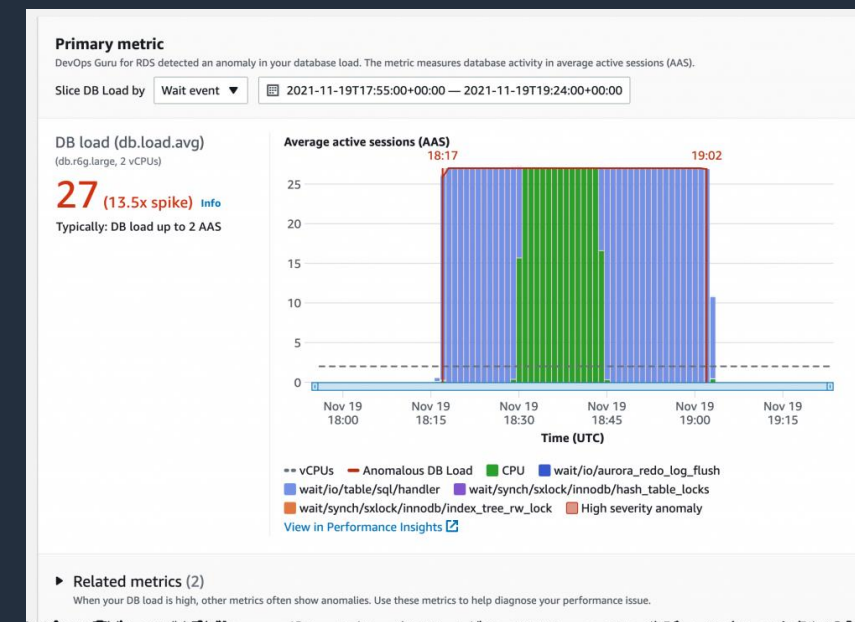 Primary metric
DevOps Guru for RDS detected an anomaly in your database load. The metric measures database activity in average active sessions (AAS).
Slice DB Load by Wait event 2021-11-19T17:55:00+00:00 — 2021-11-19T19:24:00+00:00
DB load (db.load.avg)
(db.r6g.large, 2 vCPUs)
27 (13.5x spike) Info
Typically: DB load up to 2 AAS
Average active sessions (AAS)
18:17 19:02
25
20
15
10
5
0
Nov 19 Nov 19 Nov 19 Nov 19 Nov 19 Nov 19
18:00 18:15 18:30 18:45 19:00 19:15
Time (UTC)
vCPUs Anomalous DB Load CPU wait/io/aurora_redo_log_flush
wait/io/table/sql/handler wait/synch/sxlock/innodb/hash_table_locks
wait/synch/sxlock/innodb/index_tree_rw_lock High severity anomaly
View in Performance Insights
Related metrics (2)
When your DB load is high, other metrics often show anomalies. Use these metrics to help diagnose your performance issue.